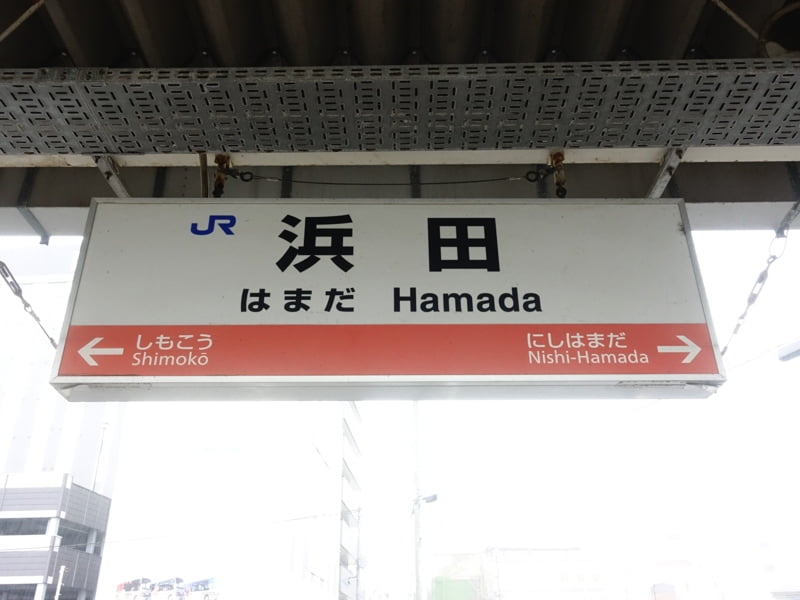 JR 浜田
はまだ Hamada
← しもこう
Shimokō
にしはまだ →
Nishi-Hamada